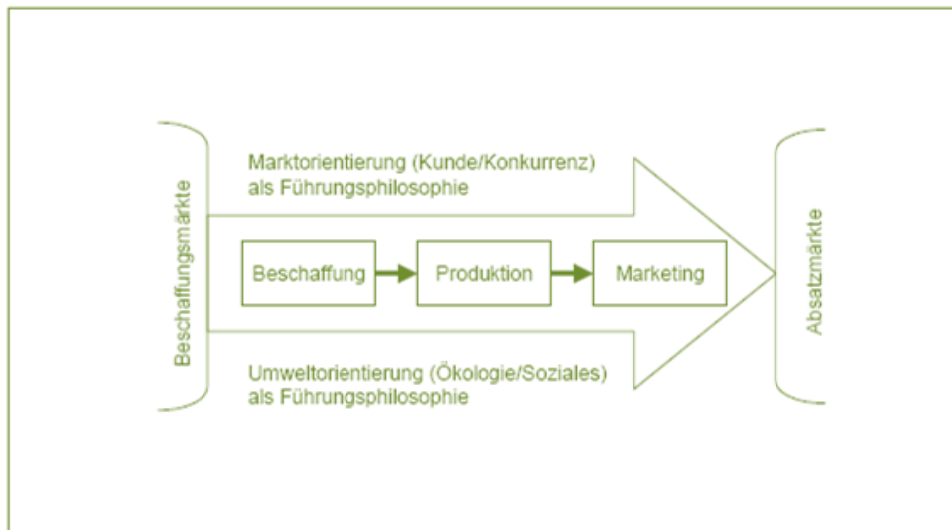 Marktorientierung (Kunde/Konkurrenz)
als Führungsphilosophie
Beschaffungsmärkte
Beschaffung
Produktion
Marketing
Absatzmärkte
Umweltorientierung (Ökologie/Soziales)
als Führungsphilosophie